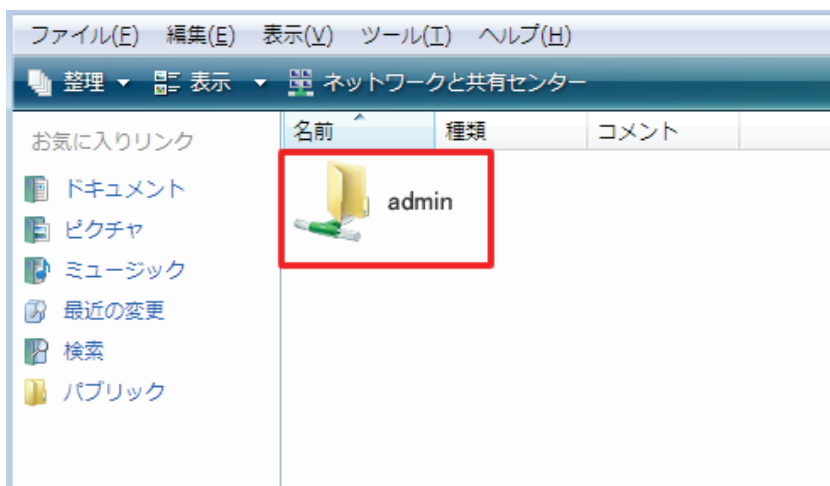 ファイル(F) 編集(E) 表示(V) ツール(T) ヘルプ(H)
整理 表示 ネットワークと共有センター
お気に入りリンク
名前 種類 コメント
ドキュメント
admin
ピクチャ
ミュージック
最近の変更
検索
パブリック